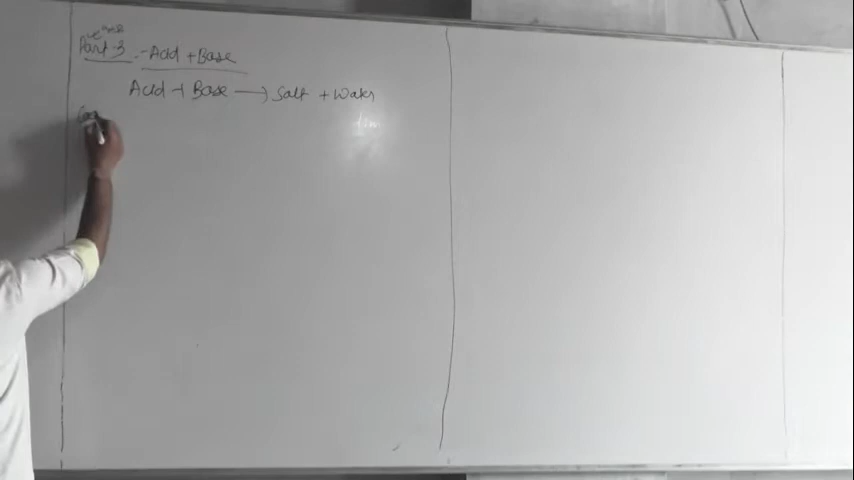 Part-3 :- Acid + Base
Acid + Base → Salt + Water